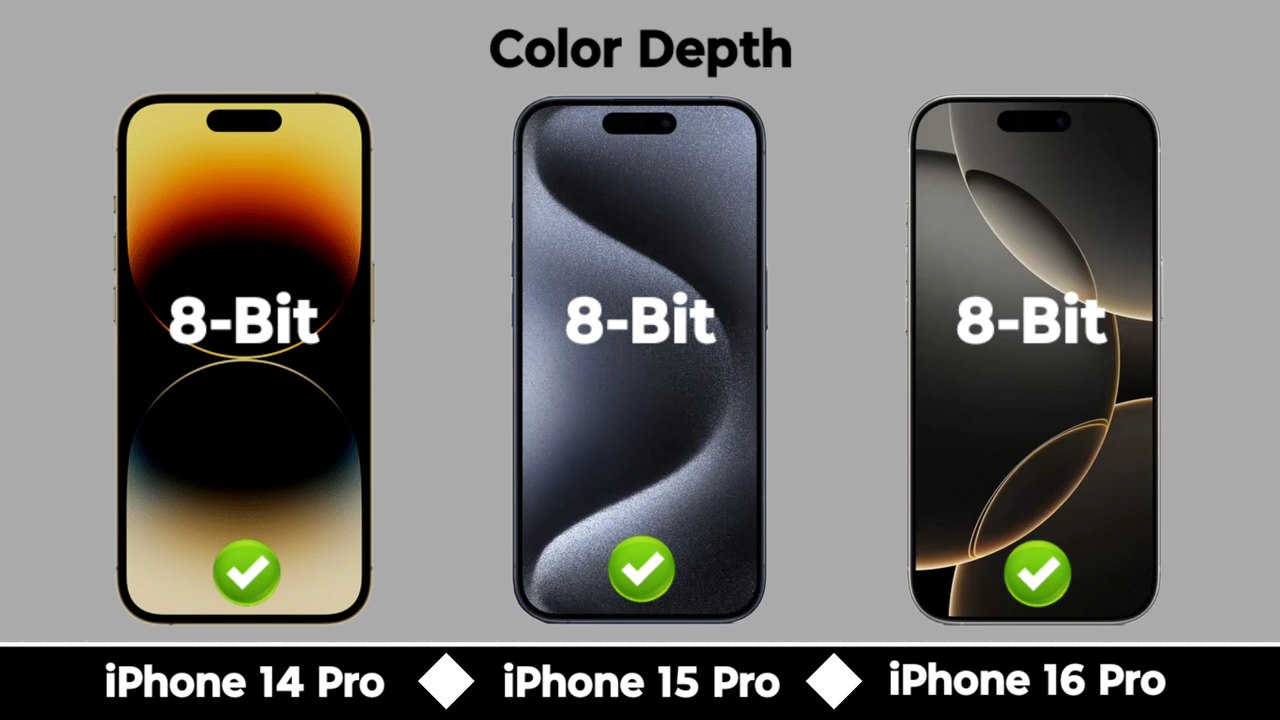 Color Depth
8-Bit
8-Bit
8-Bit
iPhone 14 Pro
iPhone 15 Pro
iPhone 16 Pro